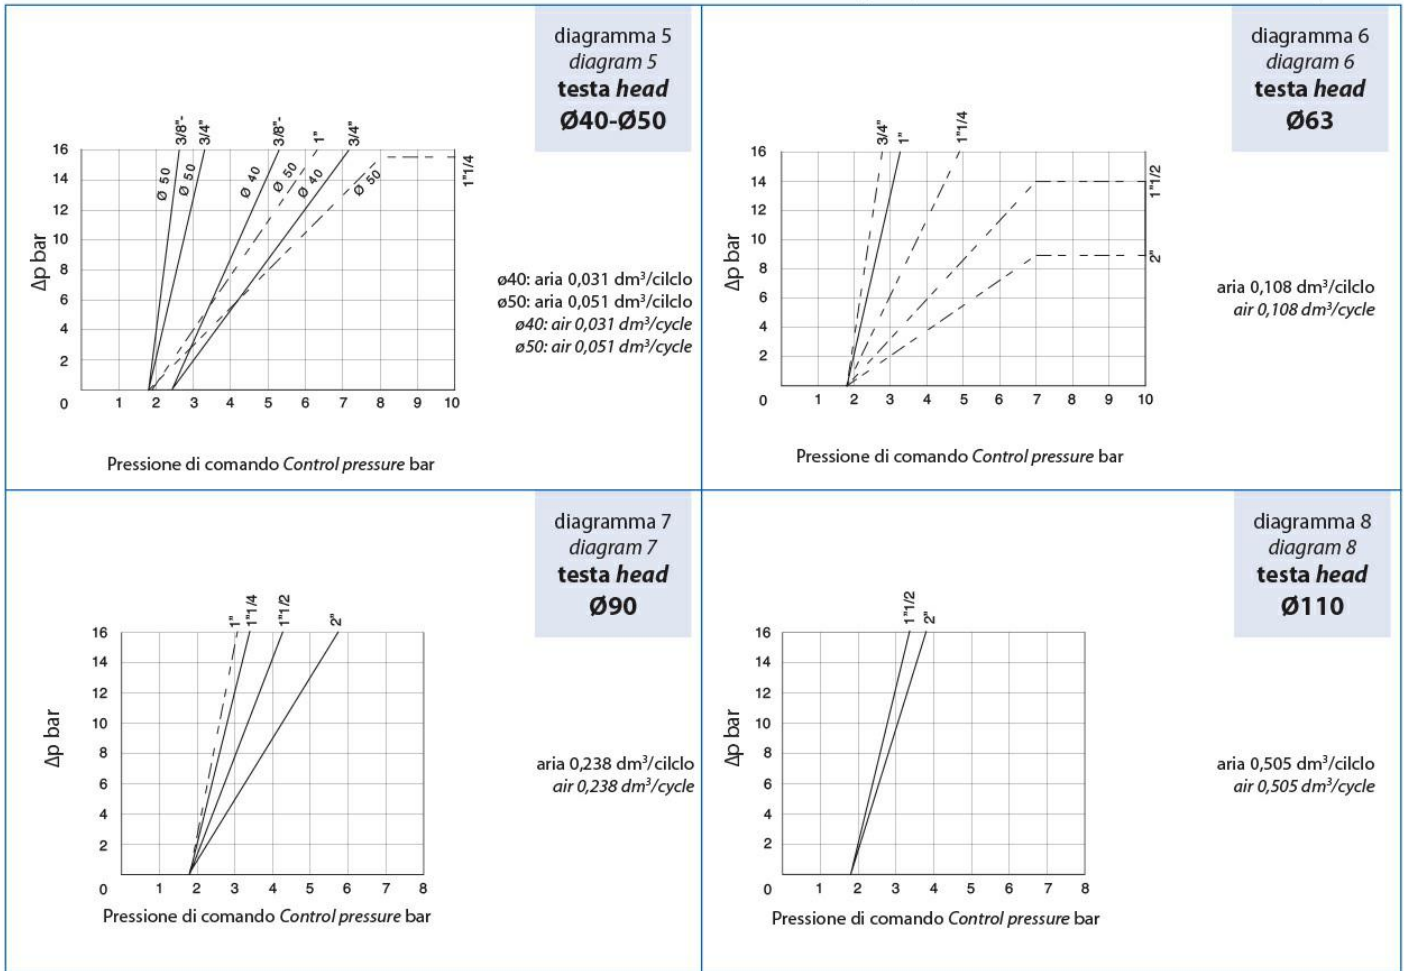 diagramma 5
diagram 5
testa head
Ø40-Ø50
3/8"-
3/4"
3/8"-
1"
3/4"
1"1/4
Ø 50
Ø 50
Ø 40
Ø 50
Ø 40
Ø 50
16
14
12
10
8
6
4
2
0 1 2 3 4 5 6 7 8 9 10
Δp bar
ø40: aria 0,031 dm³/cilclo
ø50: aria 0,051 dm³/cilclo
ø40: air 0,031 dm³/cycle
ø50: air 0,051 dm³/cycle
Pressione di comando Control pressure bar
diagramma 6
diagram 6
testa head
Ø63
3/4"
1"
1"1/4
1"1/2
2"
16
14
12
10
8
6
4
2
0 1 2 3 4 5 6 7 8 9 10
Δp bar
aria 0,108 dm³/cilclo
air 0,108 dm³/cycle
Pressione di comando Control pressure bar
diagramma 7
diagram 7
testa head
Ø90
1"
1"1/4
1"1/2
2"
16
14
12
10
8
6
4
2
0 1 2 3 4 5 6 7 8
Δp bar
aria 0,238 dm³/cilclo
air 0,238 dm³/cycle
Pressione di comando Control pressure bar
diagramma 8
diagram 8
testa head
Ø110
1"1/2
2"
16
14
12
10
8
6
4
2
0 1 2 3 4 5 6 7 8
Δp bar
aria 0,505 dm³/cilclo
air 0,505 dm³/cycle
Pressione di comando Control pressure bar